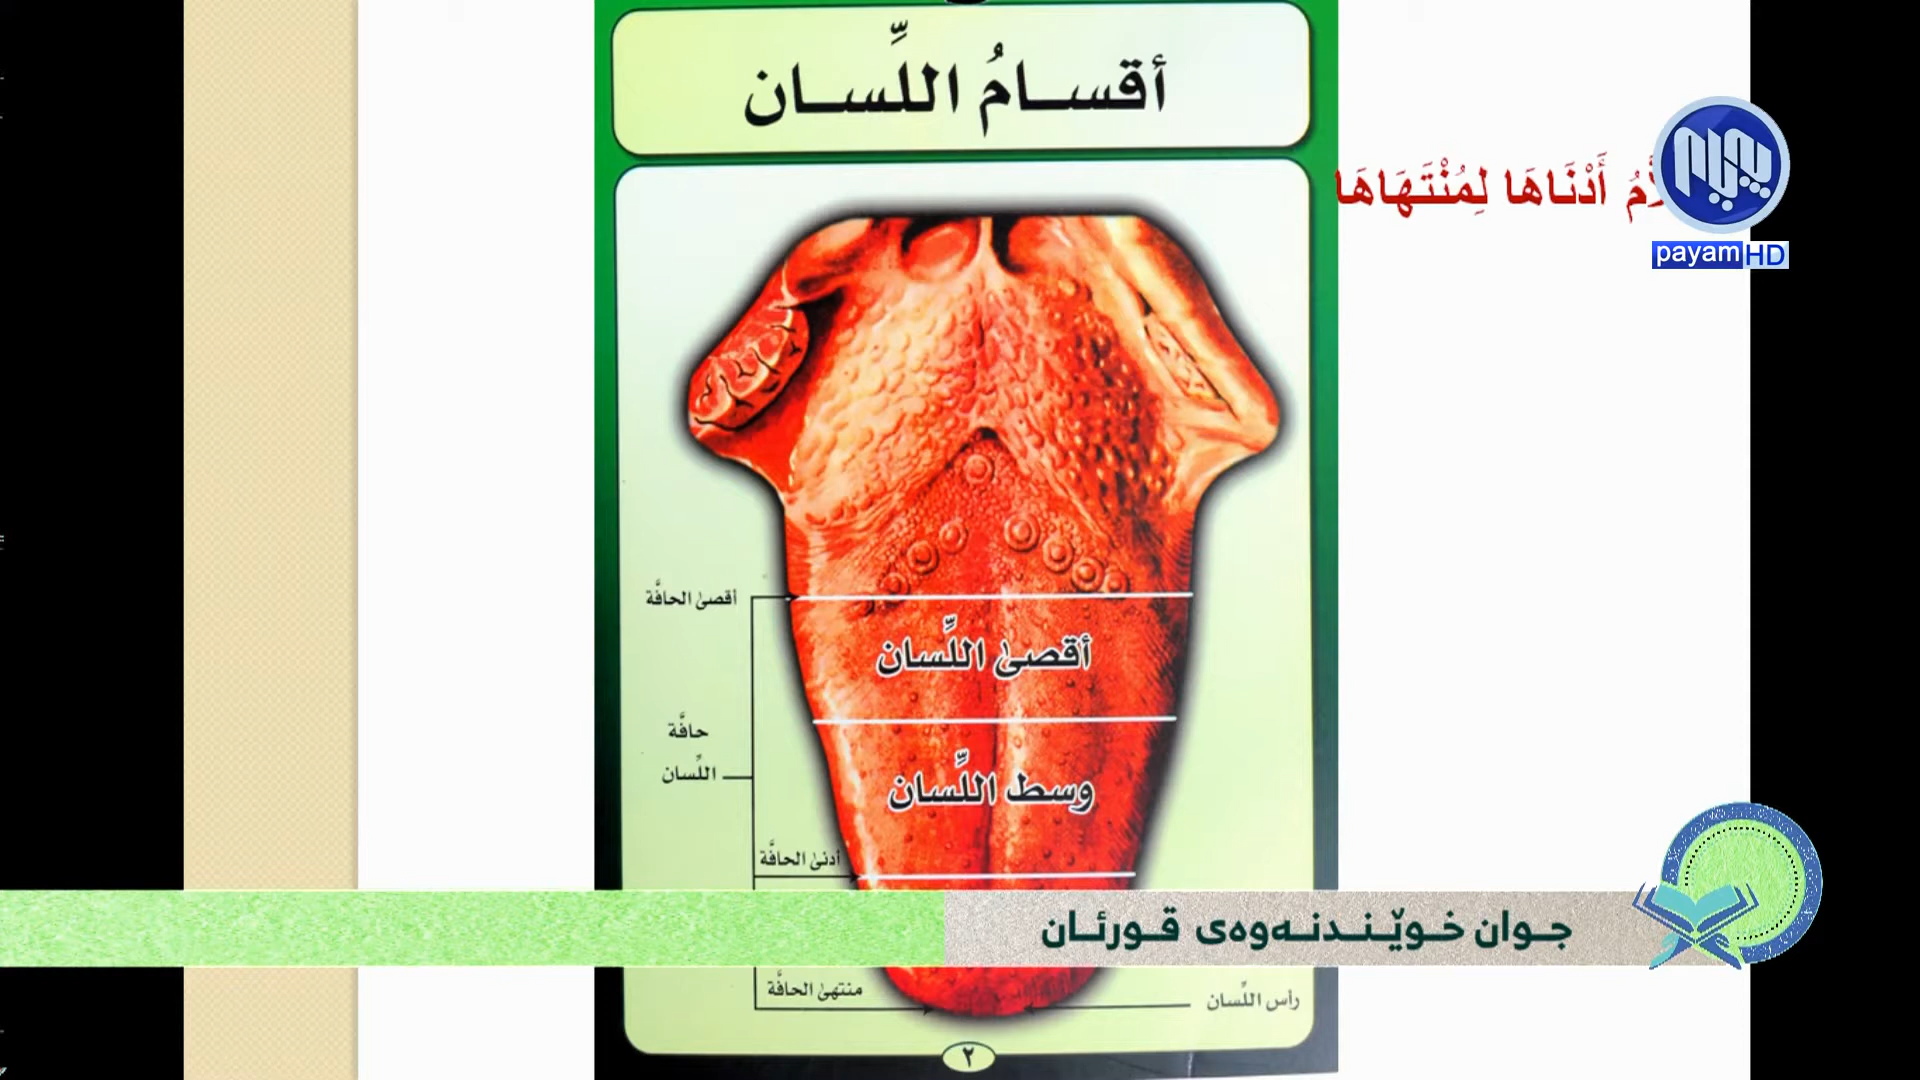 أقسامُ اللِّسان
أَدْنَاهَا لِمُنْتَهَاهَا
پەیام
payam HD
أقصىٰ الحافَّة
أقصىٰ اللِّسان
حافَّة
اللِّسان
وسط اللِّسان
أدنىٰ الحافَّة
جوان خوێندنەوەی قورئان
منتهىٰ الحافَّة
رأس اللِّسان
٢